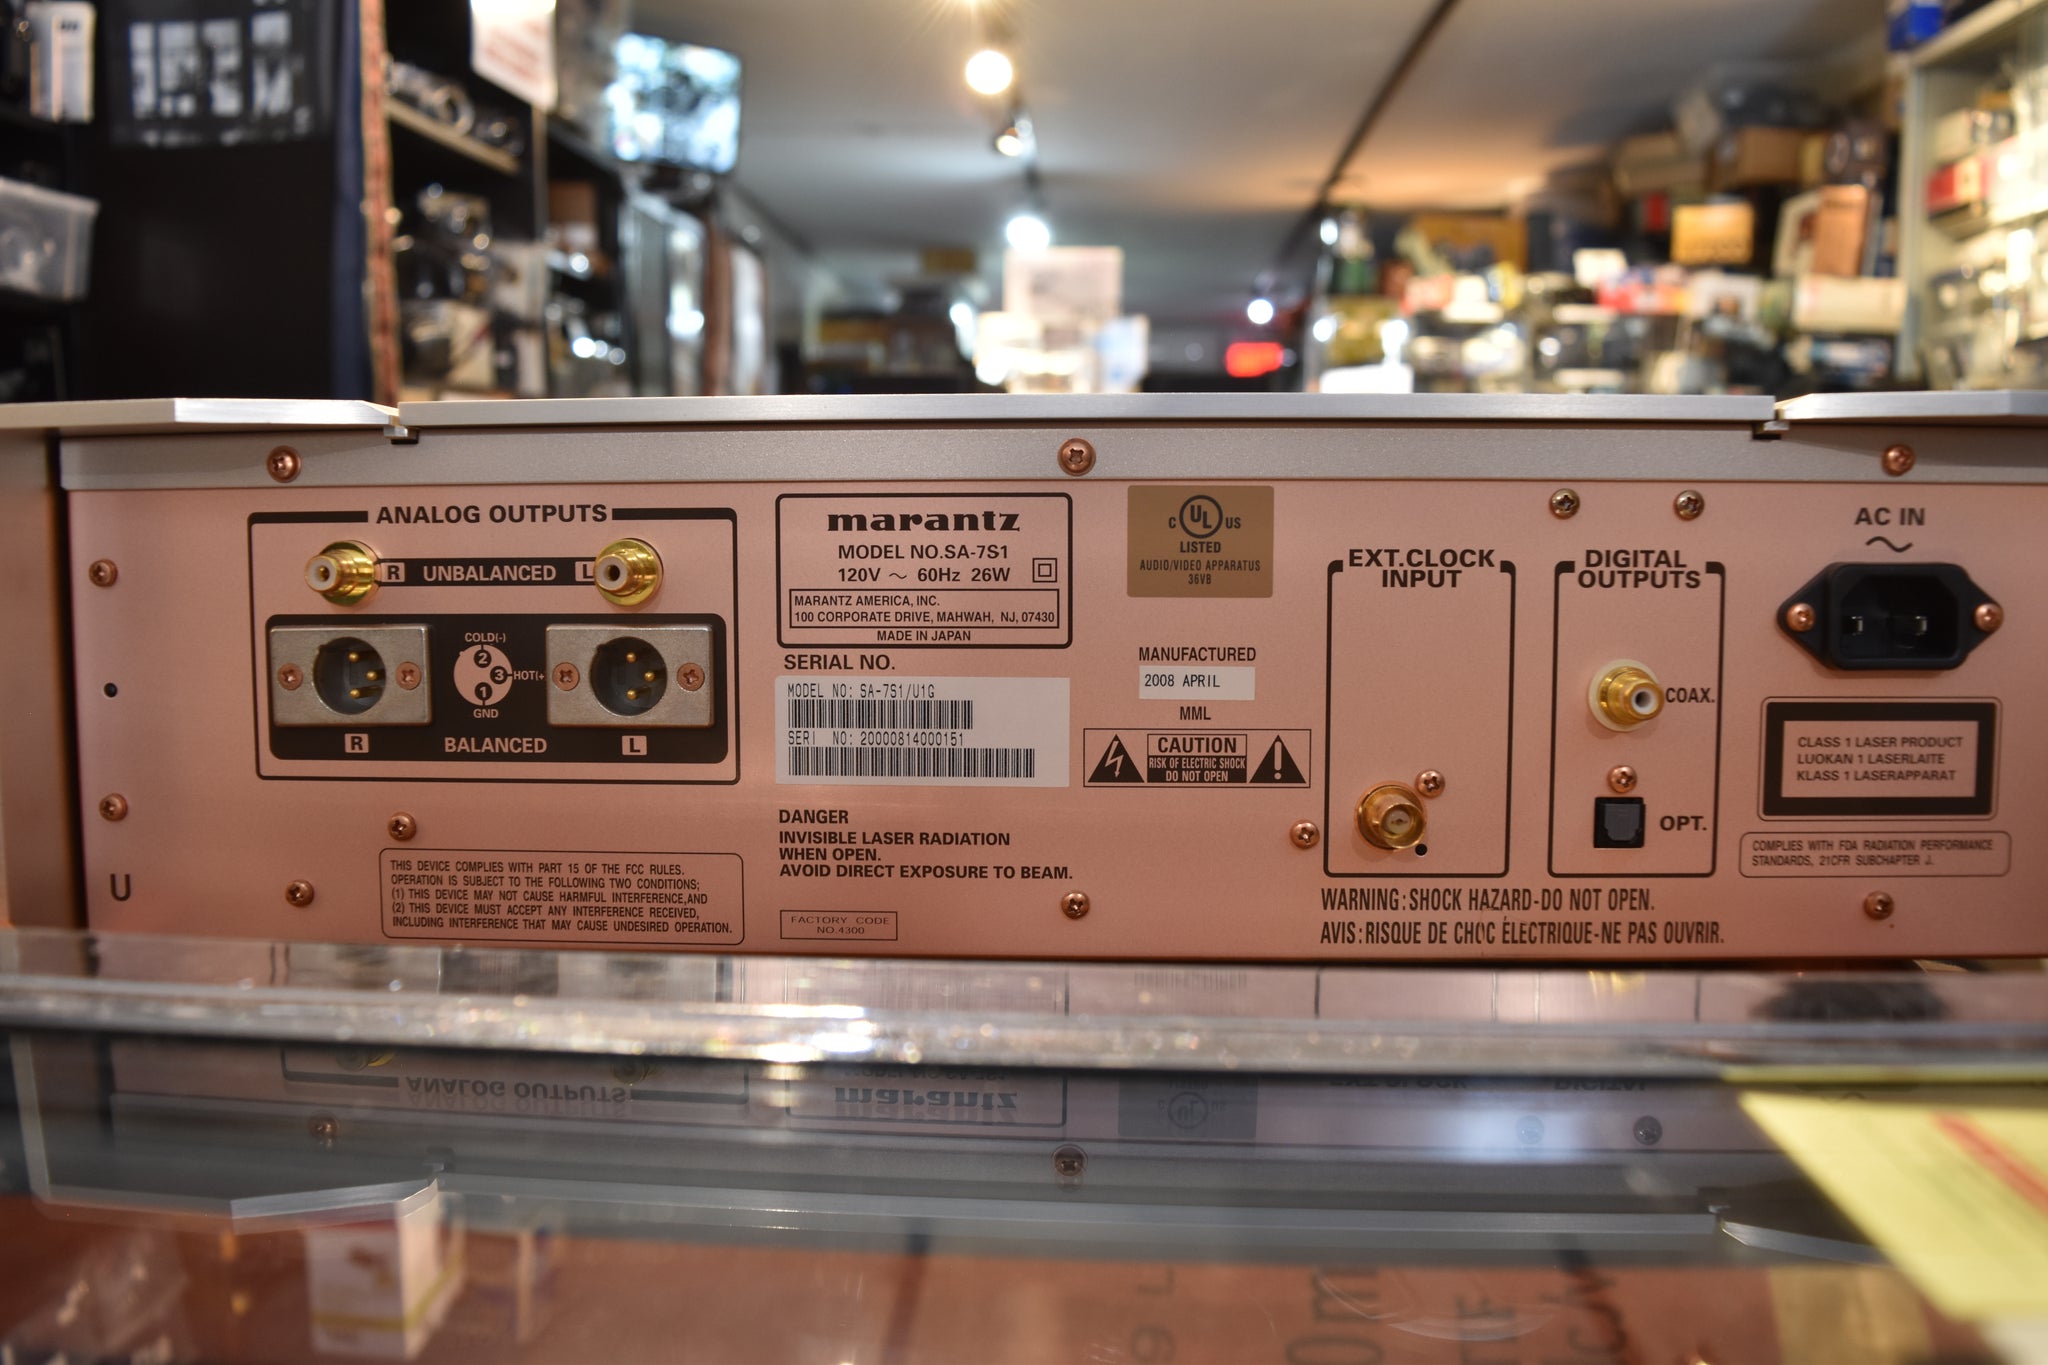 ANALOG OUTPUTS
R UNBALANCED L
COLD(-)
2
3 HOT(+
1
GND
R BALANCED L
marantz
MODEL NO.SA-7S1
120V ~ 60Hz 26W
MARANTZ AMERICA, INC.
100 CORPORATE DRIVE, MAHWAH, NJ, 07430
MADE IN JAPAN
SERIAL NO.
MODEL NO: SA-7S1/U1G
SERI NO: 20000814000151
DANGER
INVISIBLE LASER RADIATION
WHEN OPEN.
AVOID DIRECT EXPOSURE TO BEAM.
FACTORY CODE
NO.4300
U
THIS DEVICE COMPLIES WITH PART 15 OF THE FCC RULES.
OPERATION IS SUBJECT TO THE FOLLOWING TWO CONDITIONS;
(1) THIS DEVICE MAY NOT CAUSE HARMFUL INTERFERENCE,AND
(2) THIS DEVICE MUST ACCEPT ANY INTERFERENCE RECEIVED,
INCLUDING INTERFERENCE THAT MAY CAUSE UNDESIRED OPERATION.
C UL US
LISTED
AUDIO/VIDEO APPARATUS
36VB
MANUFACTURED
2008 APRIL
MML
CAUTION
RISK OF ELECTRIC SHOCK
DO NOT OPEN
EXT.CLOCK
INPUT
DIGITAL
OUTPUTS
COAX.
OPT.
WARNING:SHOCK HAZARD-DO NOT OPEN.
AVIS:RISQUE DE CHOC ÉLECTRIQUE-NE PAS OUVRIR.
AC IN
~
CLASS 1 LASER PRODUCT
LUOKAN 1 LASERLAITE
KLASS 1 LASERAPPARAT
COMPLIES WITH FDA RADIATION PERFORMANCE
STANDARDS, 21CFR SUBCHAPTER J.